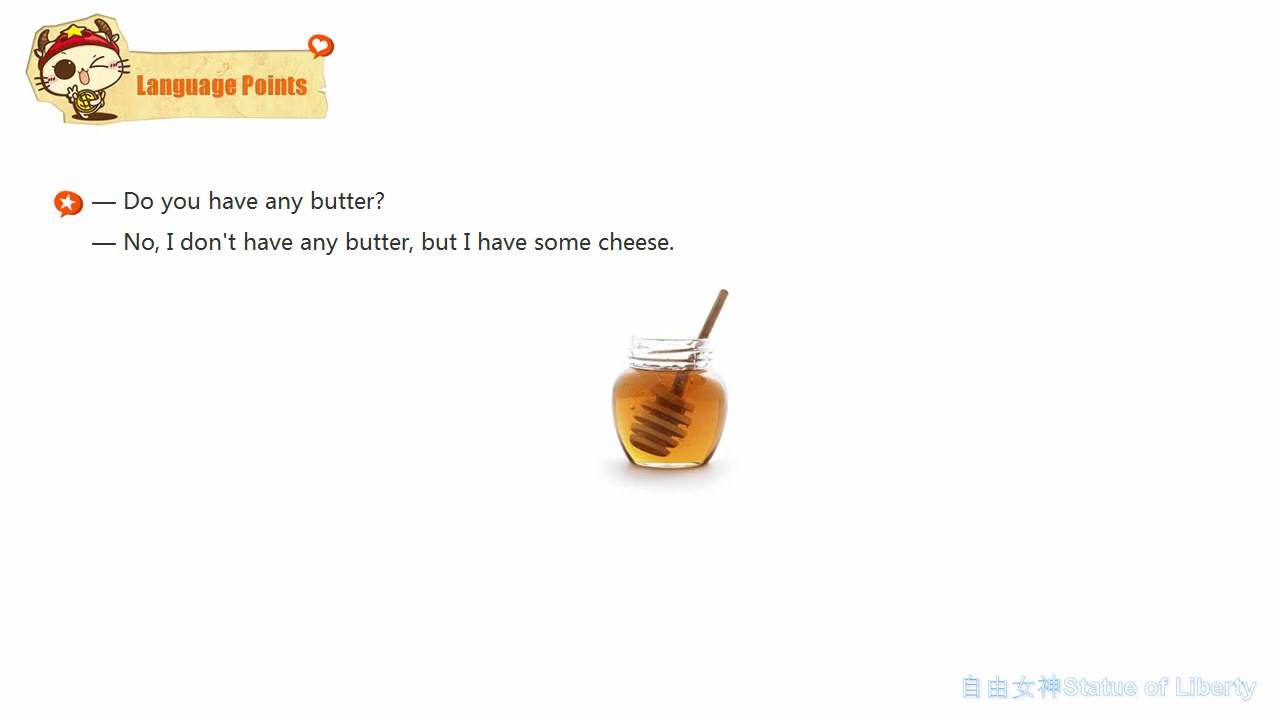 Language Points
— Do you have any butter?
— No, I don't have any butter, but I have some cheese.
自由女神Statue of Liberty